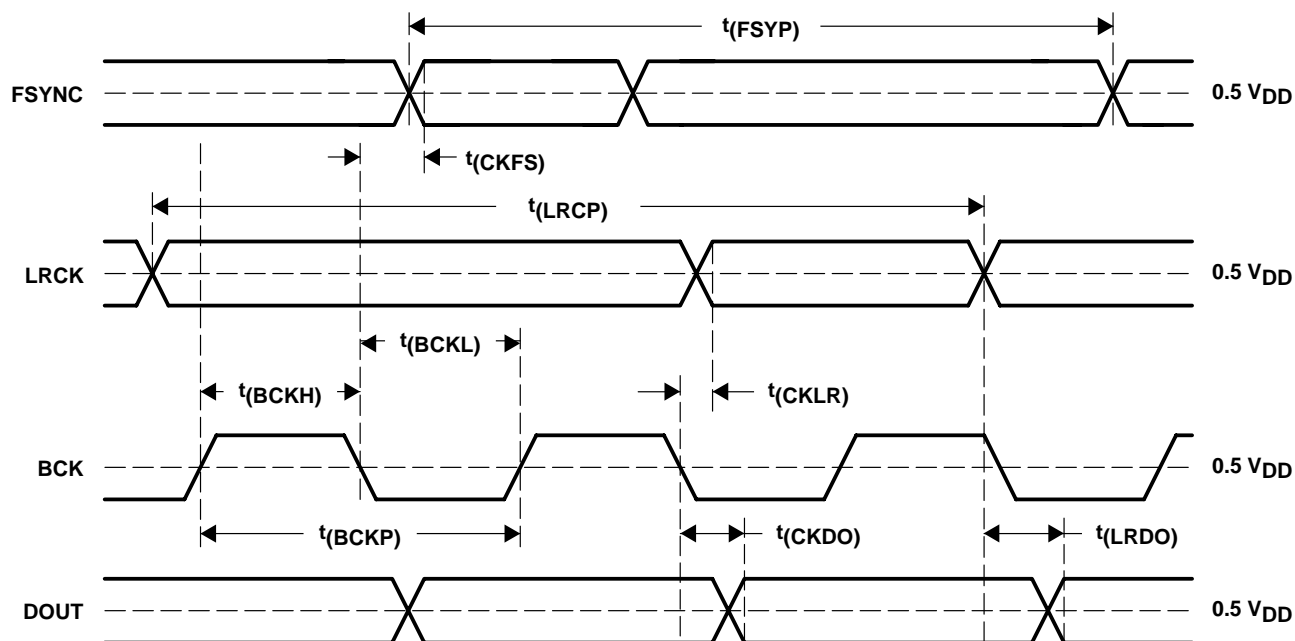 t(FSYP)
FSYNC
0.5 VDD
t(CKFS)
t(LRCP)
LRCK
0.5 VDD
t(BCKL)
t(BCKH)
t(CKLR)
BCK
0.5 VDD
t(BCKP)
t(CKDO)
t(LRDO)
DOUT
0.5 VDD